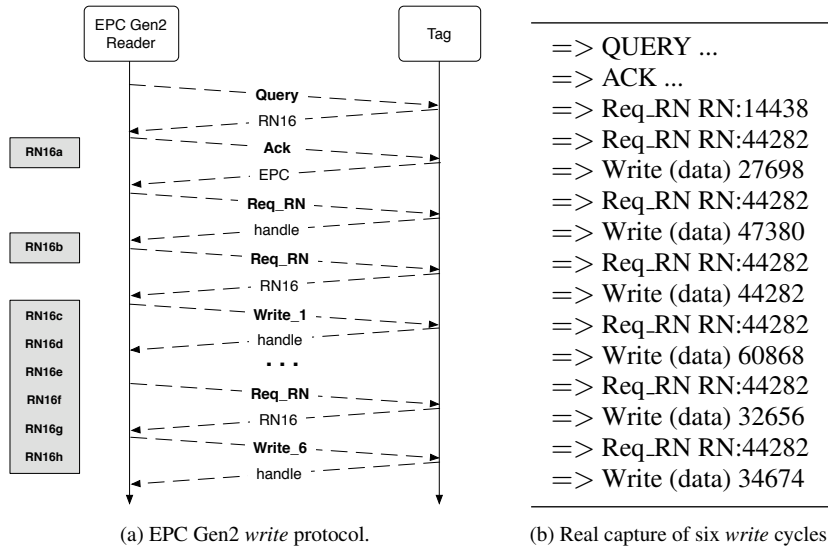 EPC Gen2
Reader
Tag
Query
RN16
RN16a
Ack
EPC
Req_RN
handle
RN16b
Req_RN
RN16
RN16c
Write_1
RN16d
handle
RN16e
. . .
RN16f
Req_RN
RN16g
RN16
RN16h
Write_6
handle
(a) EPC Gen2 write protocol.
=> QUERY ...
=> ACK ...
=> Req_RN RN:14438
=> Req_RN RN:44282
=> Write (data) 27698
=> Req_RN RN:44282
=> Write (data) 47380
=> Req_RN RN:44282
=> Write (data) 44282
=> Req_RN RN:44282
=> Write (data) 60868
=> Req_RN RN:44282
=> Write (data) 32656
=> Req_RN RN:44282
=> Write (data) 34674
(b) Real capture of six write cycles